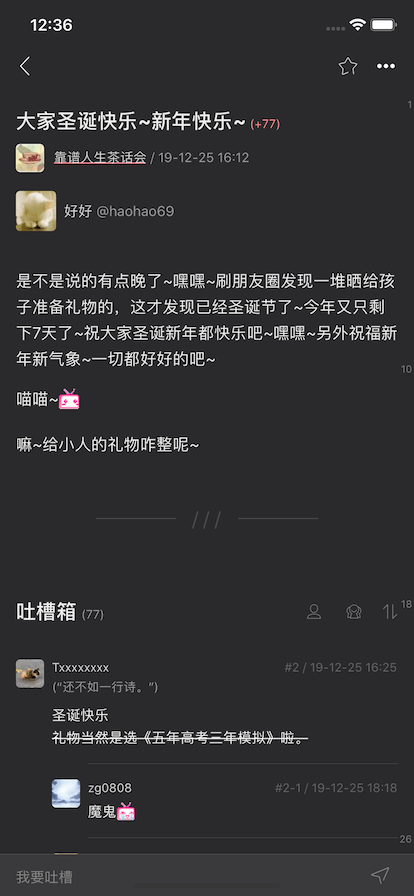 12:36
1
大家圣诞快乐~新年快乐~ (+77)
靠谱人生茶话会 / 19-12-25 16:12
好好 @haohao69
是不是说的有点晚了~嘿嘿~刷朋友圈发现一堆晒给孩
子准备礼物的，这才发现已经圣诞节了~今年又只剩
下7天了~祝大家圣诞新年都快乐吧~嘿嘿~另外祝福新
年新气象~一切都好好的吧~
10
喵喵~
嘛~给小人的礼物咋整呢~
///
吐槽箱 (77)
18
Txxxxxxxx
#2 / 19-12-25 16:25
(“还不如一行诗。”)
圣诞快乐
礼物当然是选《五年高考三年模拟》啦。
zg0808
#2-1 / 19-12-25 18:18
魔鬼
26
我要吐槽